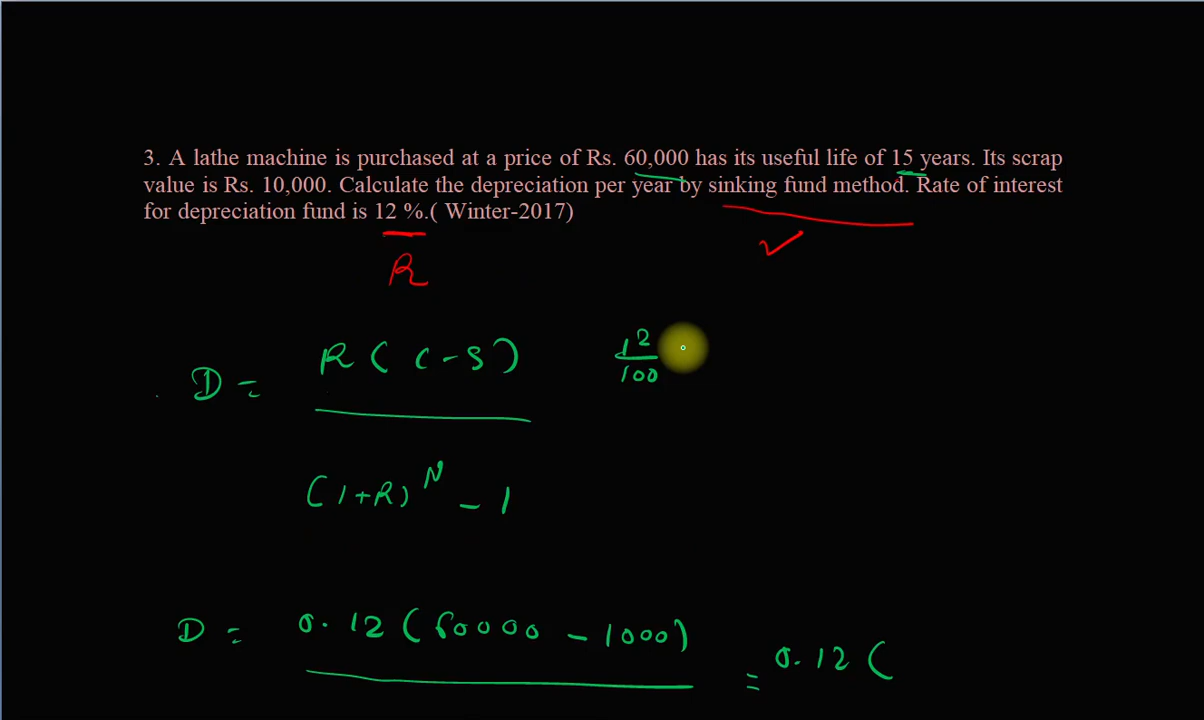 3. A lathe machine is purchased at a price of Rs. 60,000 has its useful life of 15 years. Its scrap
value is Rs. 10,000. Calculate the depreciation per year by sinking fund method. Rate of interest
for depreciation fund is 12 %.( Winter-2017)
R
D = R ( C - S )
12
100
(1+R) N - 1
D = 0.12 ( 60000 - 1000 )
= 0.12 (